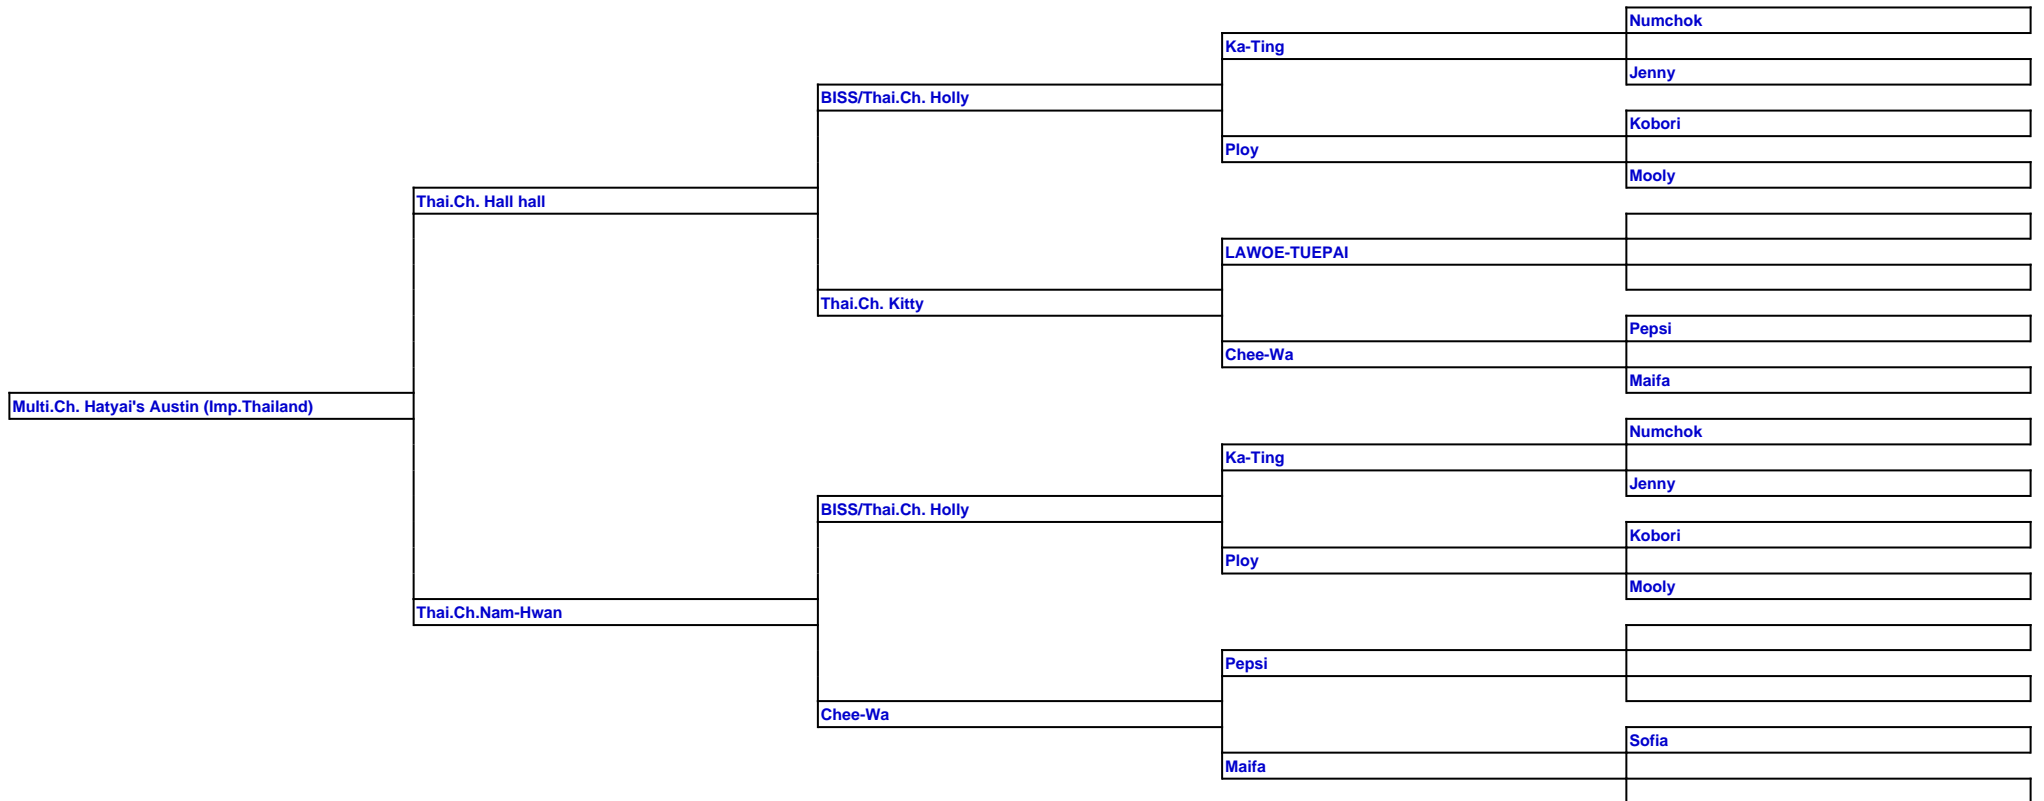 Numchok
Ka-Ting
Jenny
BISS/Thai.Ch. Holly
Kobori
Ploy
Mooly
Thai.Ch. Hall hall
LAWOE-TUEPAI
Thai.Ch. Kitty
Pepsi
Chee-Wa
Maifa
Multi.Ch. Hatyai's Austin (Imp.Thailand)
Numchok
Ka-Ting
Jenny
BISS/Thai.Ch. Holly
Kobori
Ploy
Mooly
Thai.Ch.Nam-Hwan
Pepsi
Chee-Wa
Sofia
Maifa